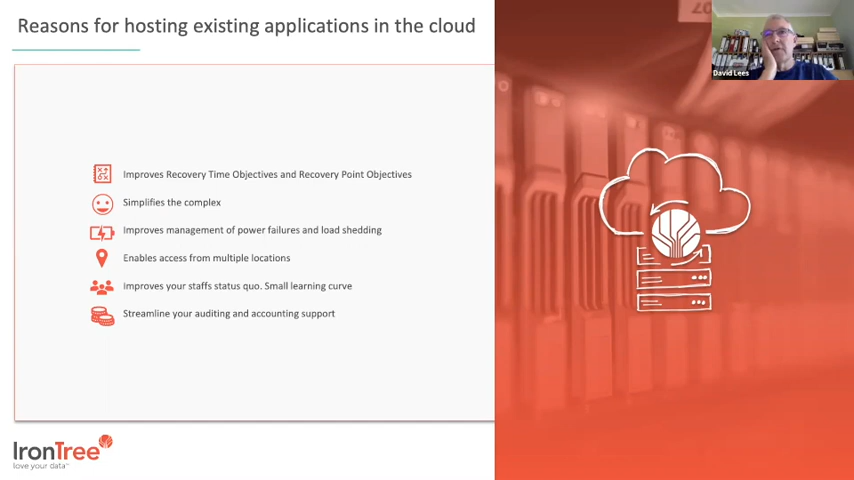 Reasons for hosting existing applications in the cloud
David Lees
Improves Recovery Time Objectives and Recovery Point Objectives
Simplifies the complex
Improves management of power failures and load shedding
Enables access from multiple locations
Improves your staffs status quo. Small learning curve
Streamline your auditing and accounting support
IronTree
love your data™